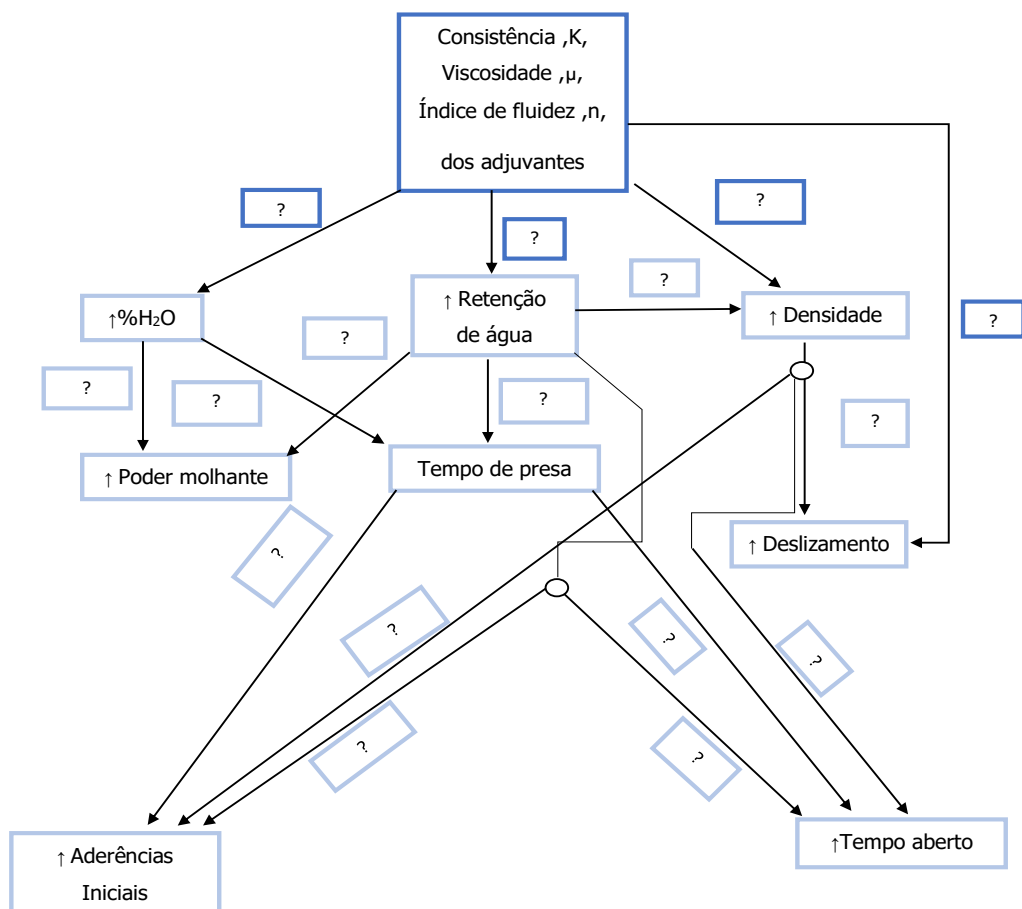 Consistência ,K,
Viscosidade ,µ,
Índice de fluidez ,n,
dos adjuvantes
?
?
?
?
?
↑%H₂O
↑ Retenção
de água
↑ Densidade
?
?
?
?
?
↑ Poder molhante
Tempo de presa
↑ Deslizamento
?
?
?
?
?
?
↑ Aderências
Iniciais
↑Tempo aberto